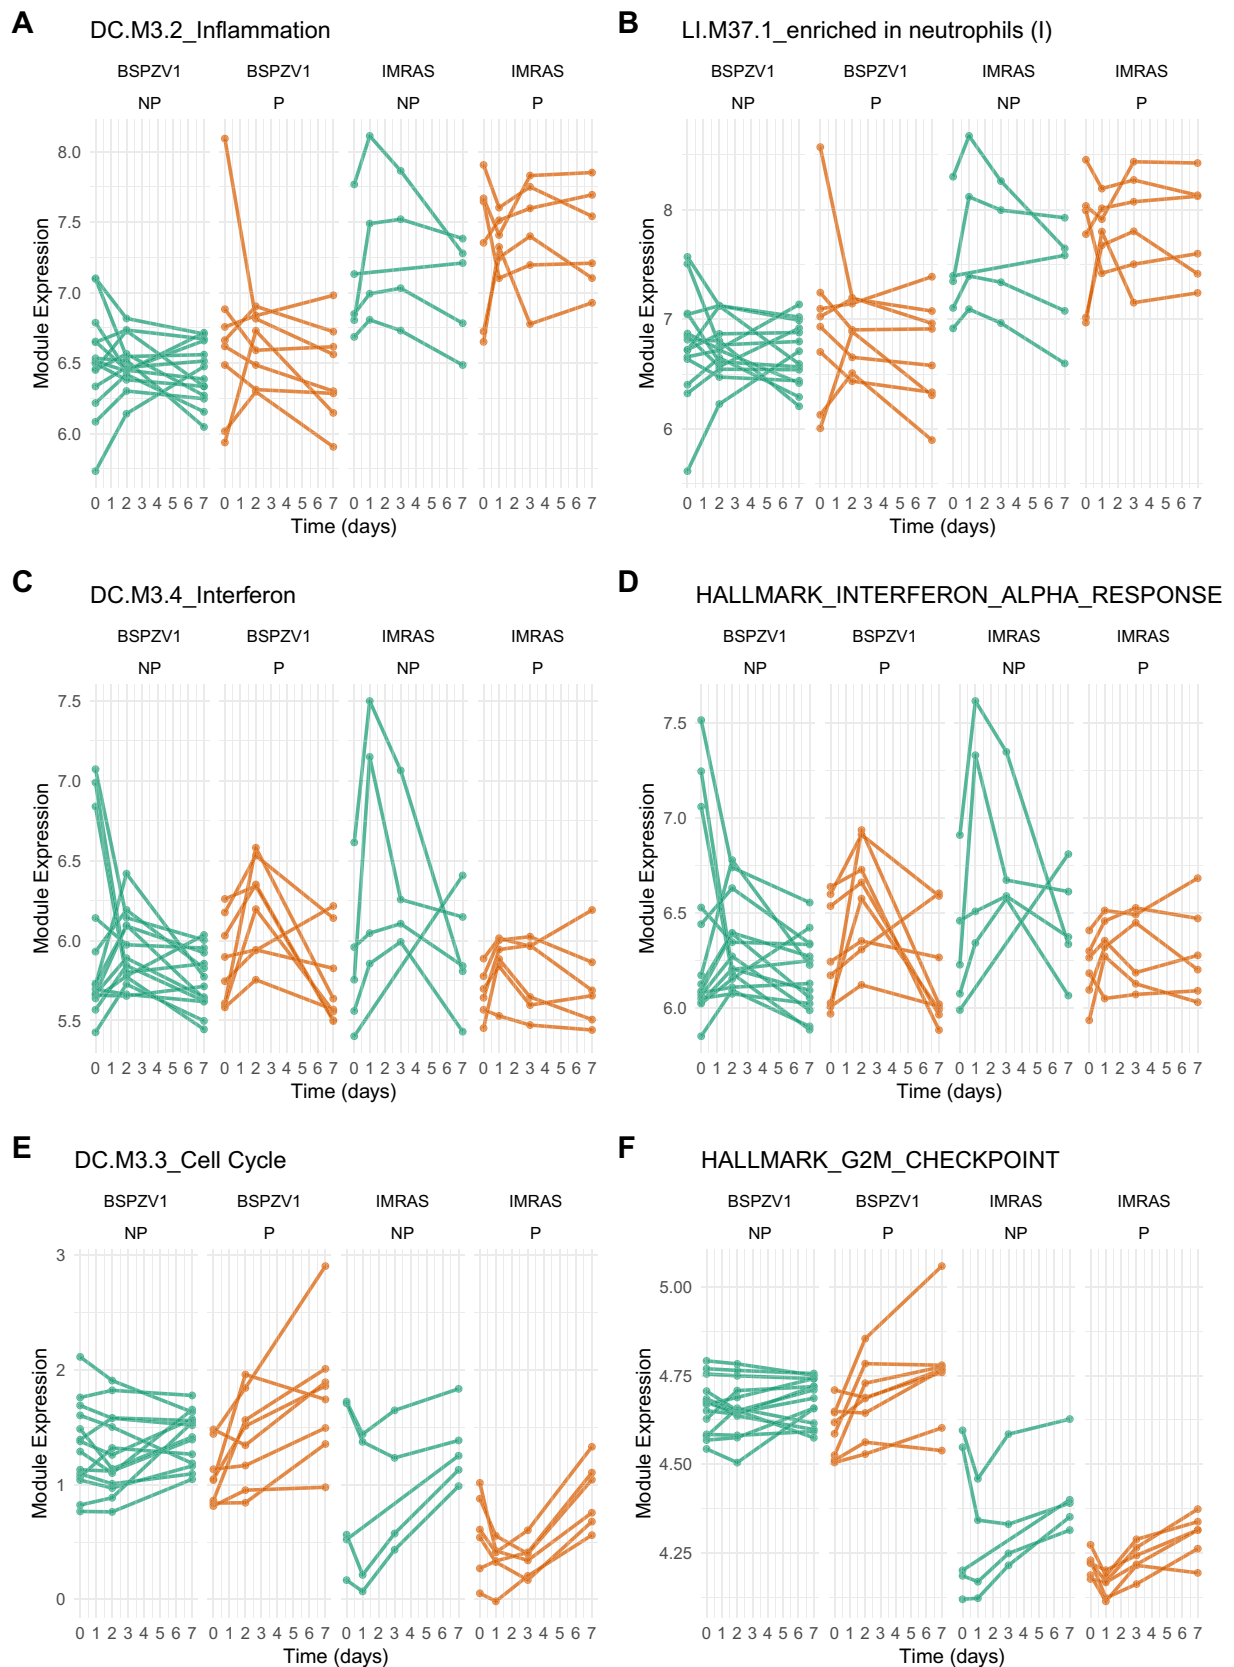 A DC.M3.2_Inflammation
BSPZV1 BSPZV1 IMRAS IMRAS
NP P NP P
Module Expression
8.0
7.5
7.0
6.5
6.0
0 1 2 3 4 5 6 7 0 1 2 3 4 5 6 7 0 1 2 3 4 5 6 7 0 1 2 3 4 5 6 7
Time (days)
B LI.M37.1_enriched in neutrophils (I)
BSPZV1 BSPZV1 IMRAS IMRAS
NP P NP P
Module Expression
8
7
6
0 1 2 3 4 5 6 7 0 1 2 3 4 5 6 7 0 1 2 3 4 5 6 7 0 1 2 3 4 5 6 7
Time (days)
C DC.M3.4_Interferon
BSPZV1 BSPZV1 IMRAS IMRAS
NP P NP P
Module Expression
7.5
7.0
6.5
6.0
5.5
0 1 2 3 4 5 6 7 0 1 2 3 4 5 6 7 0 1 2 3 4 5 6 7 0 1 2 3 4 5 6 7
Time (days)
D HALLMARK_INTERFERON_ALPHA_RESPONSE
BSPZV1 BSPZV1 IMRAS IMRAS
NP P NP P
Module Expression
7.5
7.0
6.5
6.0
0 1 2 3 4 5 6 7 0 1 2 3 4 5 6 7 0 1 2 3 4 5 6 7 0 1 2 3 4 5 6 7
Time (days)
E DC.M3.3_Cell Cycle
BSPZV1 BSPZV1 IMRAS IMRAS
NP P NP P
Module Expression
3
2
1
0
0 1 2 3 4 5 6 7 0 1 2 3 4 5 6 7 0 1 2 3 4 5 6 7 0 1 2 3 4 5 6 7
Time (days)
F HALLMARK_G2M_CHECKPOINT
BSPZV1 BSPZV1 IMRAS IMRAS
NP P NP P
Module Expression
5.00
4.75
4.50
4.25
0 1 2 3 4 5 6 7 0 1 2 3 4 5 6 7 0 1 2 3 4 5 6 7 0 1 2 3 4 5 6 7
Time (days)